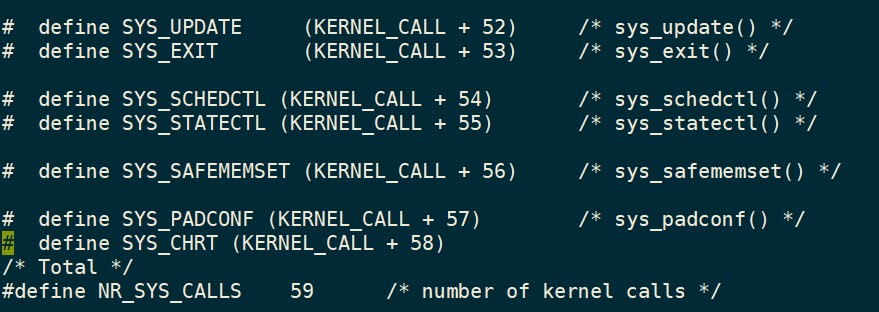 #  define SYS_UPDATE     (KERNEL_CALL + 52)     /* sys_update() */
#  define SYS_EXIT       (KERNEL_CALL + 53)     /* sys_exit() */
#  define SYS_SCHEDCTL (KERNEL_CALL + 54)       /* sys_schedctl() */
#  define SYS_STATECTL (KERNEL_CALL + 55)       /* sys_statectl() */
#  define SYS_SAFEMEMSET (KERNEL_CALL + 56)     /* sys_safememset() */
#  define SYS_PADCONF (KERNEL_CALL + 57)        /* sys_padconf() */
#  define SYS_CHRT (KERNEL_CALL + 58)
/* Total */
#define NR_SYS_CALLS    59      /* number of kernel calls */